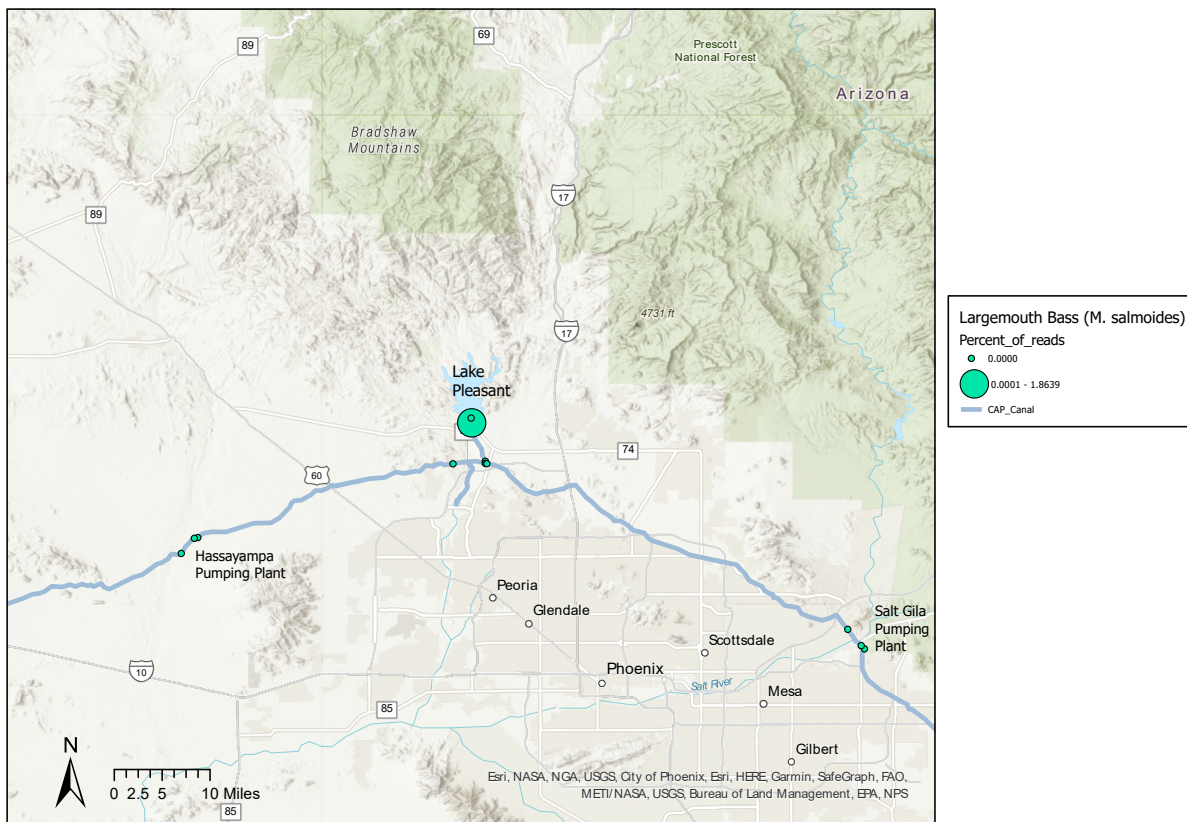 89
69
Prescott
National Forest
Arizona
Bradshaw
Mountains
17
89
4731 ft
17
Lake
Pleasant
74
60
Hassayampa
Pumping Plant
Peoria
Glendale
Salt Gila
Pumping
Plant
Scottsdale
10
Phoenix
Salt River
Mesa
85
Gilbert
N
0 2.5 5 10 Miles
85
Esri, NASA, NGA, USGS, City of Phoenix, Esri, HERE, Garmin, SafeGraph, FAO,
METI/NASA, USGS, Bureau of Land Management, EPA, NPS
Largemouth Bass (M. salmoides)
Percent_of_reads
0.0000
0.0001 - 1.8639
CAP_Canal